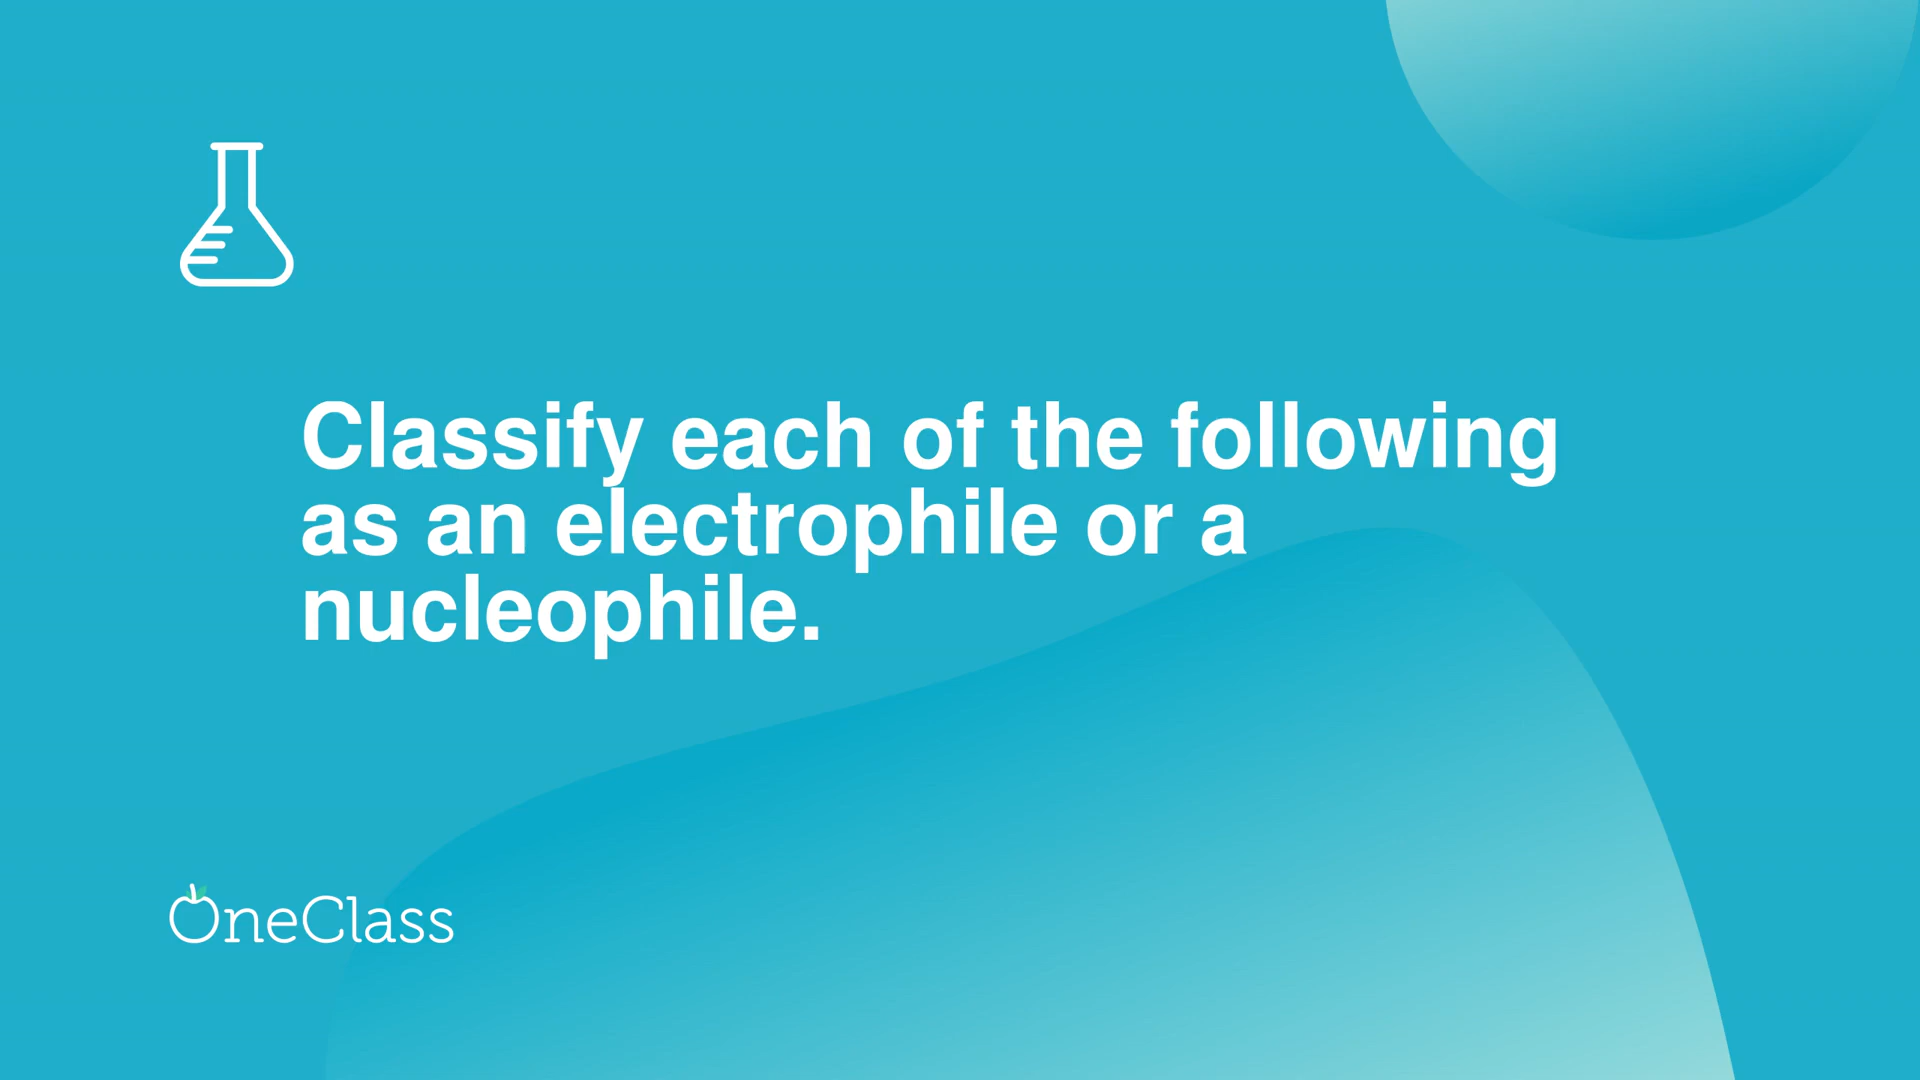 Classify each of the following
as an electrophile or a
nucleophile.
OneClass